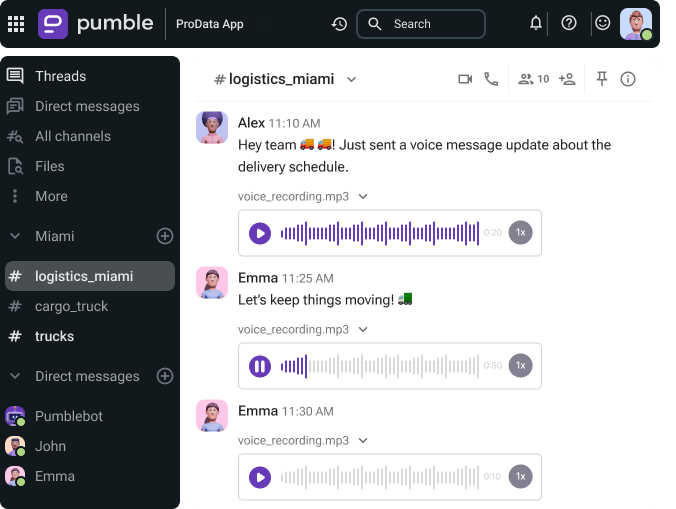 pumble
ProData App
Search
Threads
Direct messages
All channels
Files
More
Miami
# logistics_miami
# cargo_truck
# trucks
Direct messages
Pumblebot
John
Emma
# logistics_miami
10
Alex 11:10 AM
Hey team 🚚 🚚! Just sent a voice message update about the
delivery schedule.
voice_recording.mp3
0:20 1x
Emma 11:25 AM
Let’s keep things moving! 🚛
voice_recording.mp3
0:50 1x
Emma 11:30 AM
voice_recording.mp3
0:10 1x